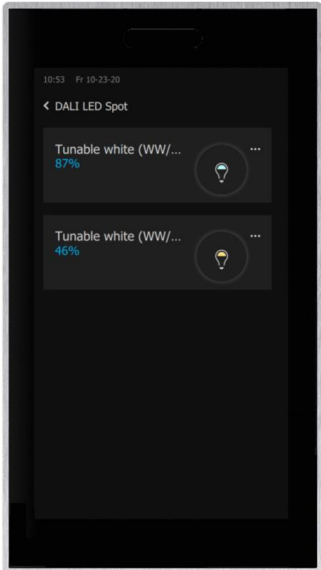 10:53 Fr 10-23-20
DALI LED Spot
Tunable white (WW/...
87%
Tunable white (WW/...
46%